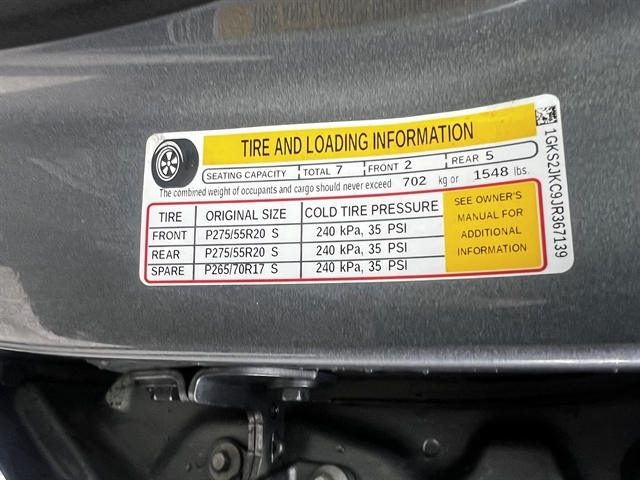 TIRE AND LOADING INFORMATION
SEATING CAPACITY TOTAL 7 FRONT 2 REAR 5
The combined weight of occupants and cargo should never exceed 702 kg or 1548 lbs.
TIRE ORIGINAL SIZE COLD TIRE PRESSURE
FRONT P275/55R20 S 240 kPa, 35 PSI
REAR P275/55R20 S 240 kPa, 35 PSI
SPARE P265/70R17 S 240 kPa, 35 PSI
SEE OWNER'S
MANUAL FOR
ADDITIONAL
INFORMATION
1GKS2JKC9JR367139